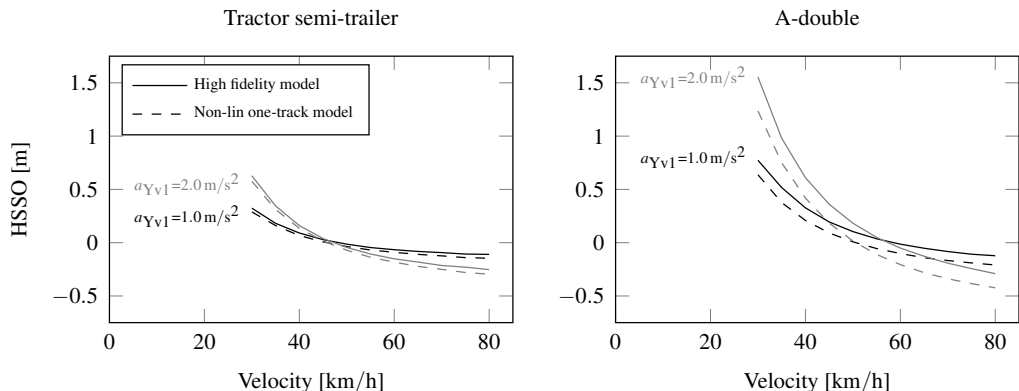 Tractor semi-trailer
HSSO [m]
1.5
1
0.5
0
−0.5
High fidelity model
Non-lin one-track model
aYv1=2.0 m/s²
aYv1=1.0 m/s²
0 20 40 60 80
Velocity [km/h]
A-double
1.5
1
0.5
0
−0.5
aYv1=2.0 m/s²
aYv1=1.0 m/s²
0 20 40 60 80
Velocity [km/h]